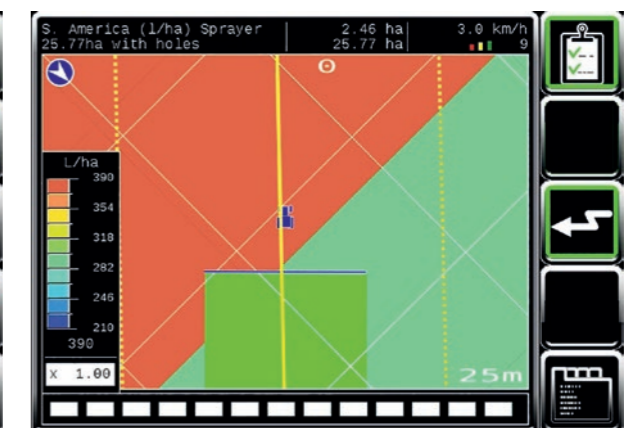 S. America (l/ha) Sprayer 2.46 ha 3.0 km/h
25.77ha with holes 25.77 ha 9
L/ha
390
354
318
282
246
210
390
x 1.00
25m